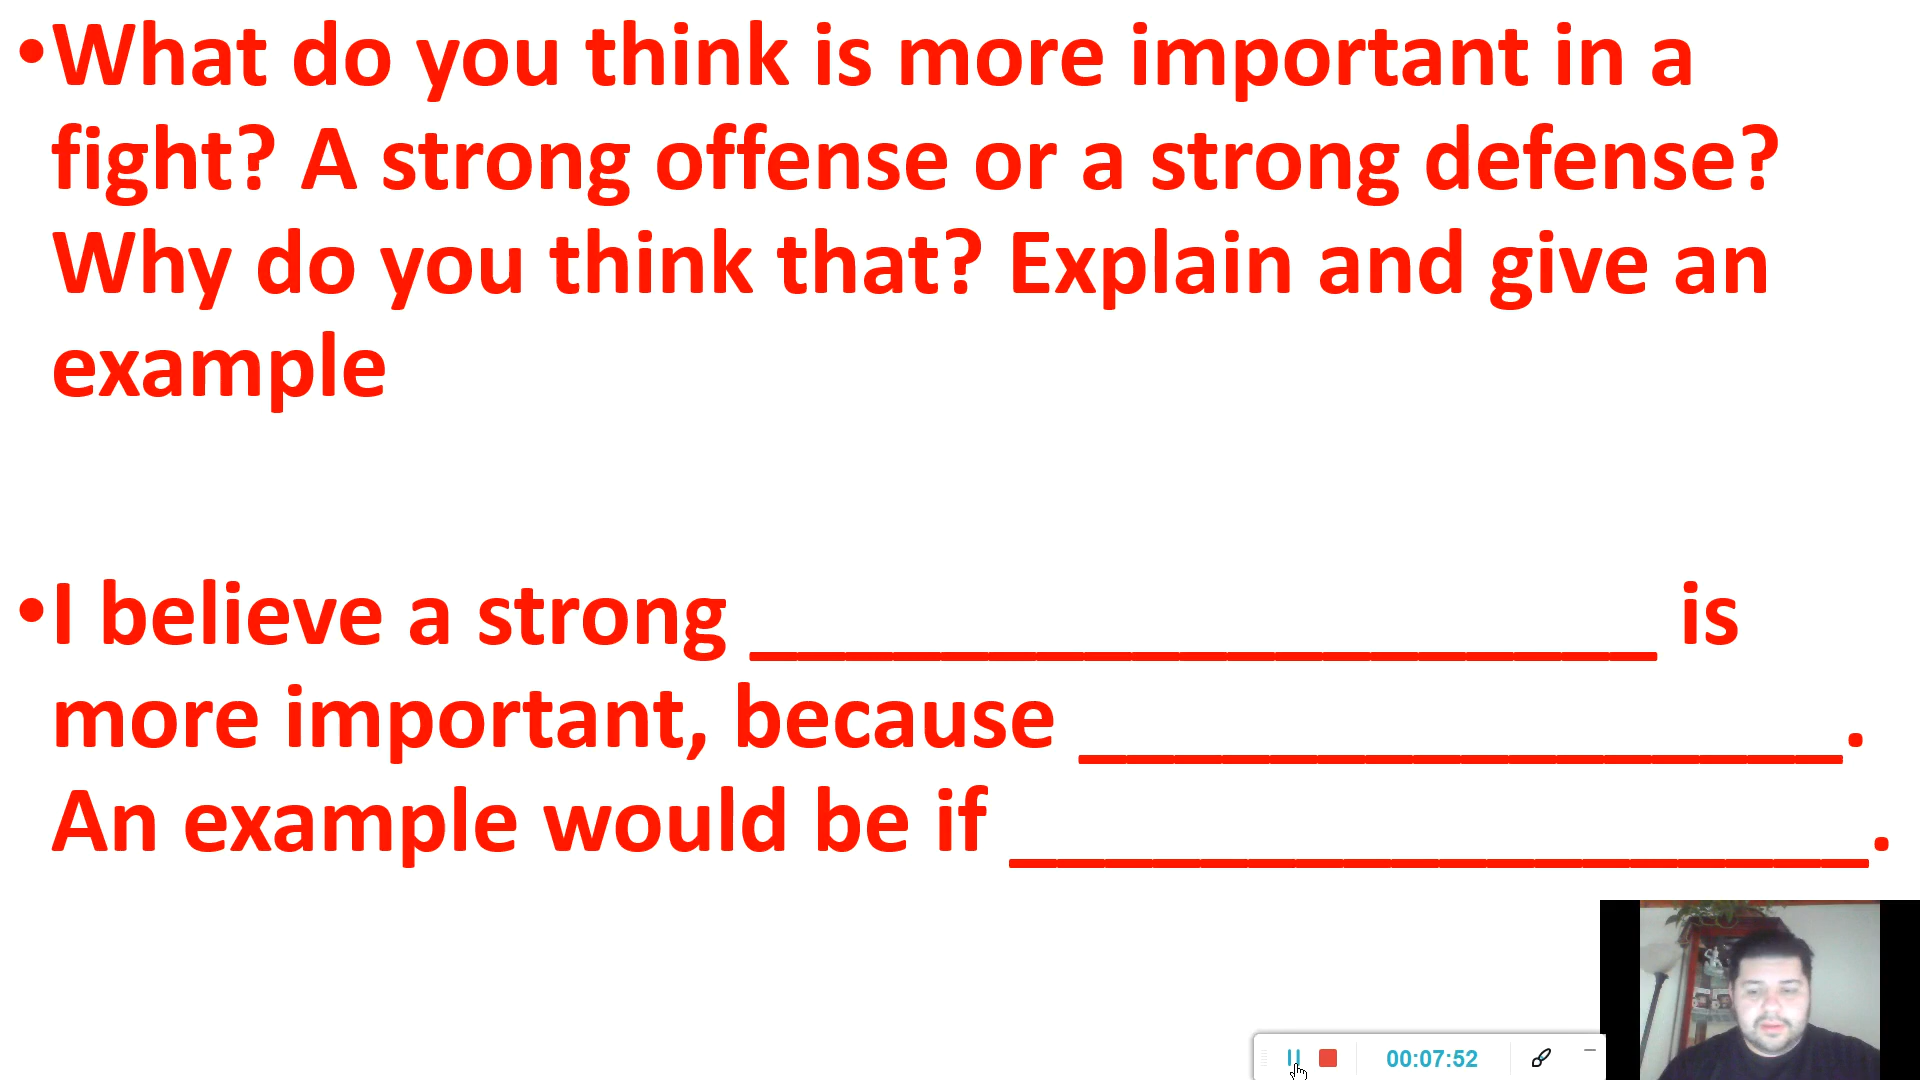 •What do you think is more important in a
fight? A strong offense or a strong defense?
Why do you think that? Explain and give an
example
•I believe a strong ___________________ is
more important, because ________________.
An example would be if __________________.
00:07:52